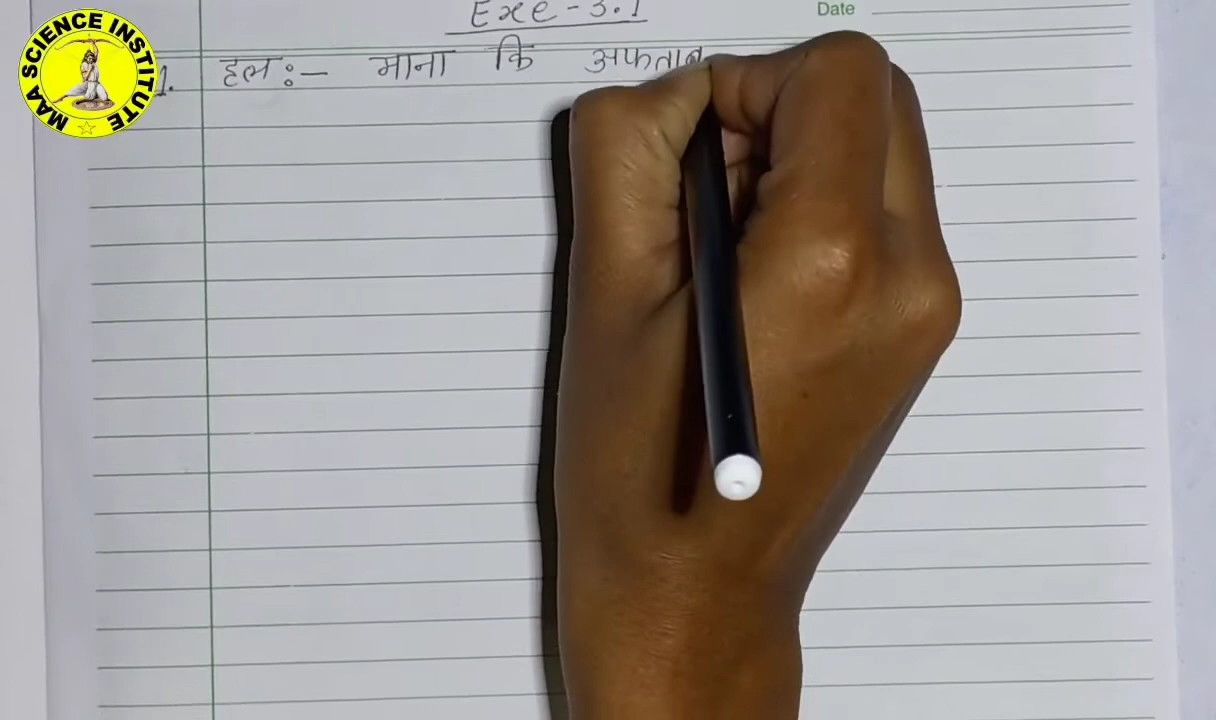 MAA SCIENCE INSTITUTE
Exe - 3.1
Date
1. हलः- माना कि अफताब